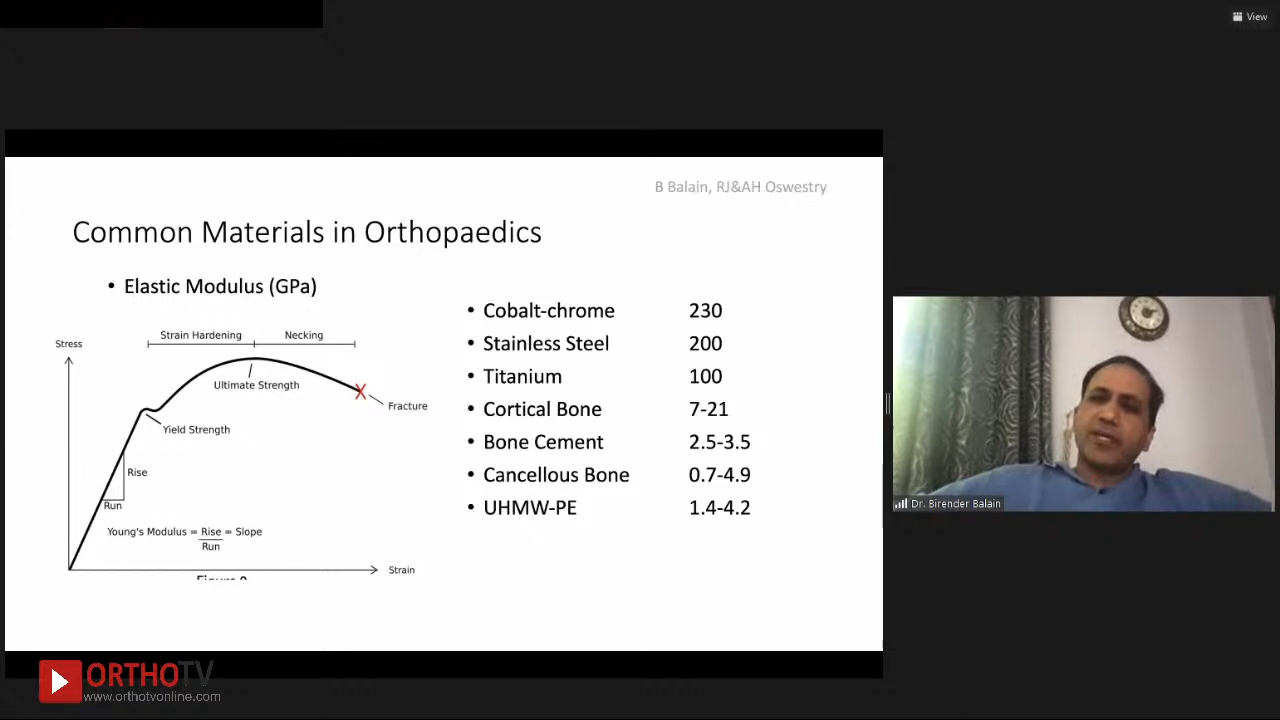 View
B Balain, RJ&AH Oswestry
Common Materials in Orthopaedics
• Elastic Modulus (GPa)
Strain Hardening
Necking
Stress
Ultimate Strength
Fracture
Yield Strength
Rise
Run
Young's Modulus = Rise = Slope
Run
Strain
• Cobalt-chrome 230
• Stainless Steel 200
• Titanium 100
• Cortical Bone 7-21
• Bone Cement 2.5-3.5
• Cancellous Bone 0.7-4.9
• UHMW-PE 1.4-4.2
Dr. Birender Balain
ORTHOTV
www.orthotvonline.com